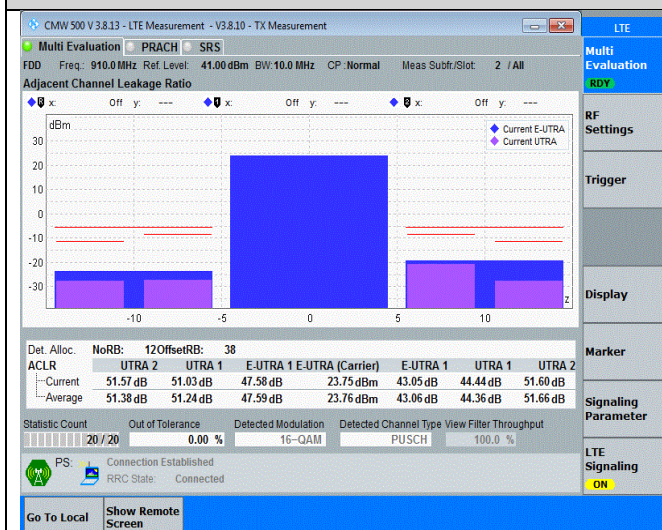 CMW 500 V 3.8.13 - LTE Measurement - V3.8.10 - TX Measurement
LTE
Multi Evaluation PRACH SRS
FDD Freq.: 910.0 MHz Ref. Level: 41.00 dBm BW: 10.0 MHz CP :Normal Meas Subfr./Slot: 2 / All
Adjacent Channel Leakage Ratio
x: Off y: --- x: Off y: --- x: Off y: ---
dBm
Current E-UTRA
Current UTRA
30
20
10
0
-10
-20
-30
z
-10 -5 0 5 10
Det. Alloc. NoRB: 12 OffsetRB: 38
ACLR UTRA 2 UTRA 1 E-UTRA 1 E-UTRA (Carrier) E-UTRA 1 UTRA 1 UTRA 2
Current 51.57 dB 51.03 dB 47.58 dB 23.75 dBm 43.05 dB 44.44 dB 51.60 dB
Average 51.38 dB 51.24 dB 47.59 dB 23.76 dBm 43.06 dB 44.36 dB 51.66 dB
Statistic Count Out of Tolerance Detected Modulation Detected Channel Type View Filter Throughput
20 / 20 0.00 % 16-QAM PUSCH 100.0 %
PS: Connection Established
RRC State: Connected
Multi
Evaluation
RDY
RF
Settings
Trigger
Display
Marker
Signaling
Parameter
LTE
Signaling
ON
Go To Local
Show Remote
Screen